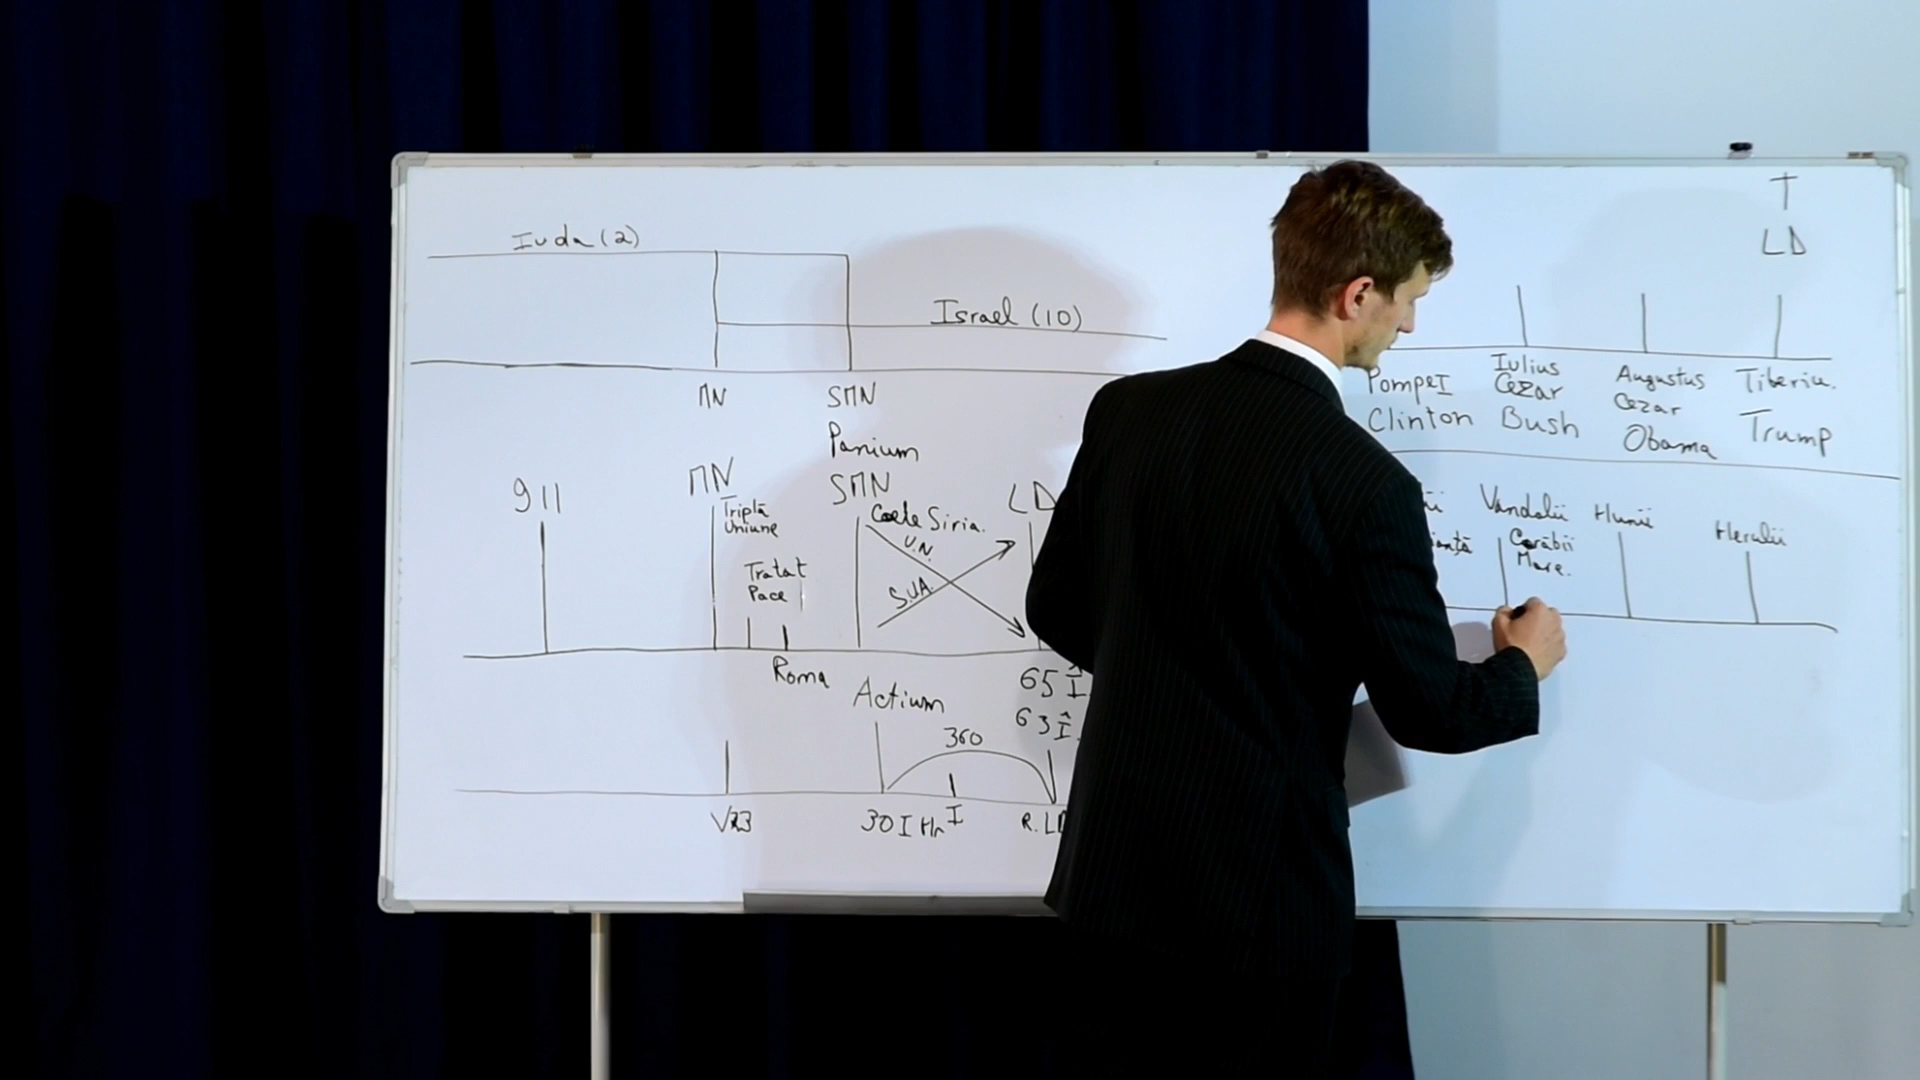 Iuda (2)
Israel (10)
MN
SMN
Panium
911
MN
Triplă
Uniune
Tratat
Pace
Roma
SMN
Coele Siria.
U.N.
S.U.A.
LD
65 Î.
63 Î.
Actium
360
V23
30 Î Hr
I
R. LD
T
LD
Pompei
Clinton
Iulius
Cezar
Bush
Augustus
Cezar
Obama
Tiberiu.
Trump
Vandalii
Corăbii
Mare.
Hunii
Herulii